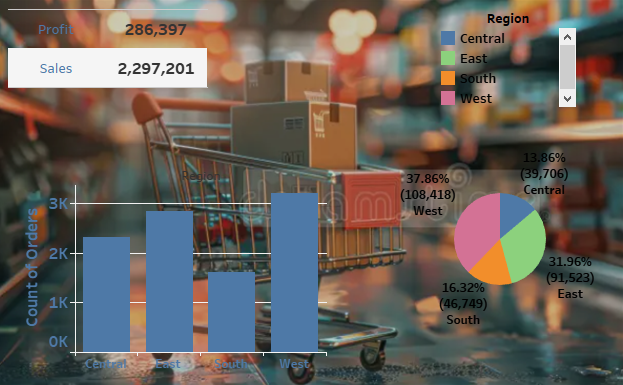 Profit 286,397
Sales 2,297,201
Region
Central
East
South
West
Region
3K
2K
1K
0K
Count of Orders
Central East South West
13.86%
(39,706)
Central
37.86%
(108,418)
West
31.96%
(91,523)
East
16.32%
(46,749)
South